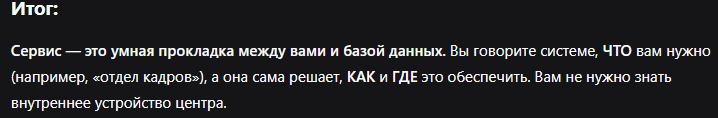 Итог:
Сервис — это умная прокладка между вами и базой данных. Вы говорите системе, ЧТО вам нужно
(например, «отдел кадров»), а она сама решает, КАК и ГДЕ это обеспечить. Вам не нужно знать
внутреннее устройство центра.